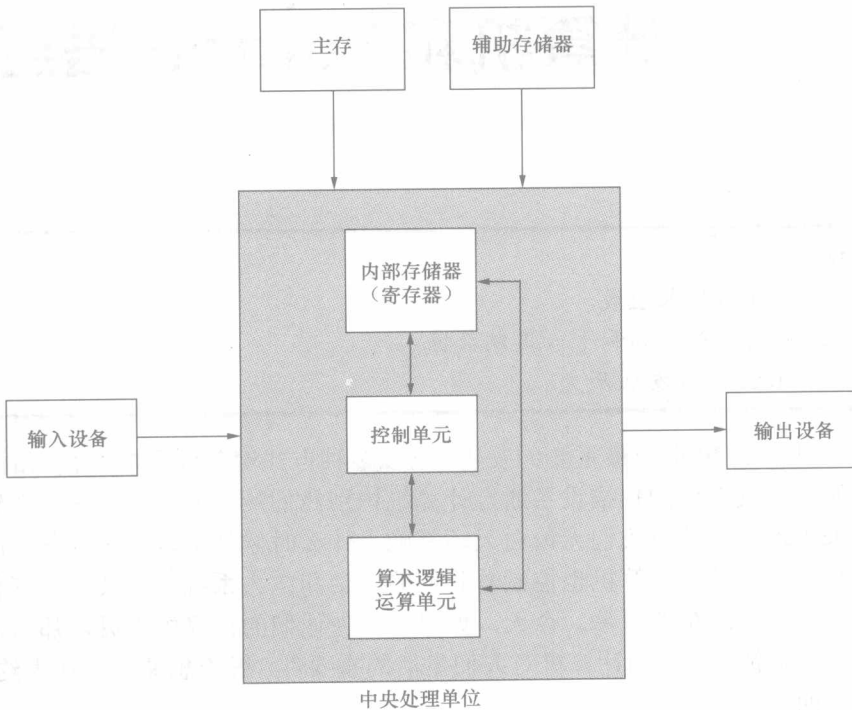 主存
辅助存储器
内部存储器
（寄存器）
输入设备
控制单元
输出设备
算术逻辑
运算单元
中央处理单位